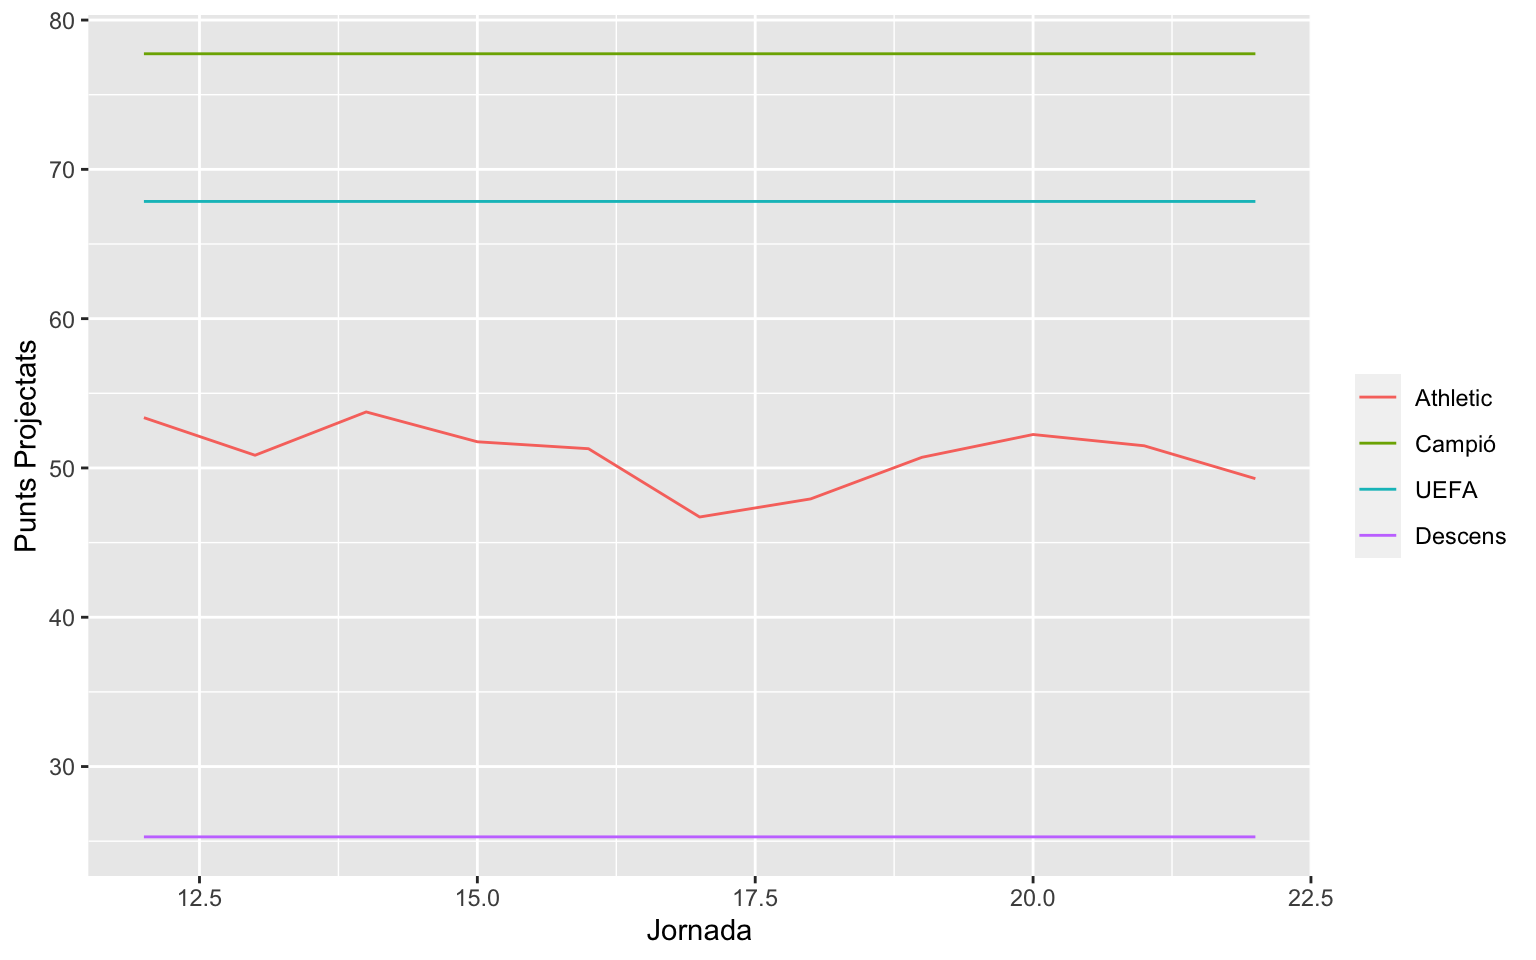 80
70
60
50
40
30
Punts Projectats
12.5 15.0 17.5 20.0 22.5
Jornada
Athletic
Campió
UEFA
Descens